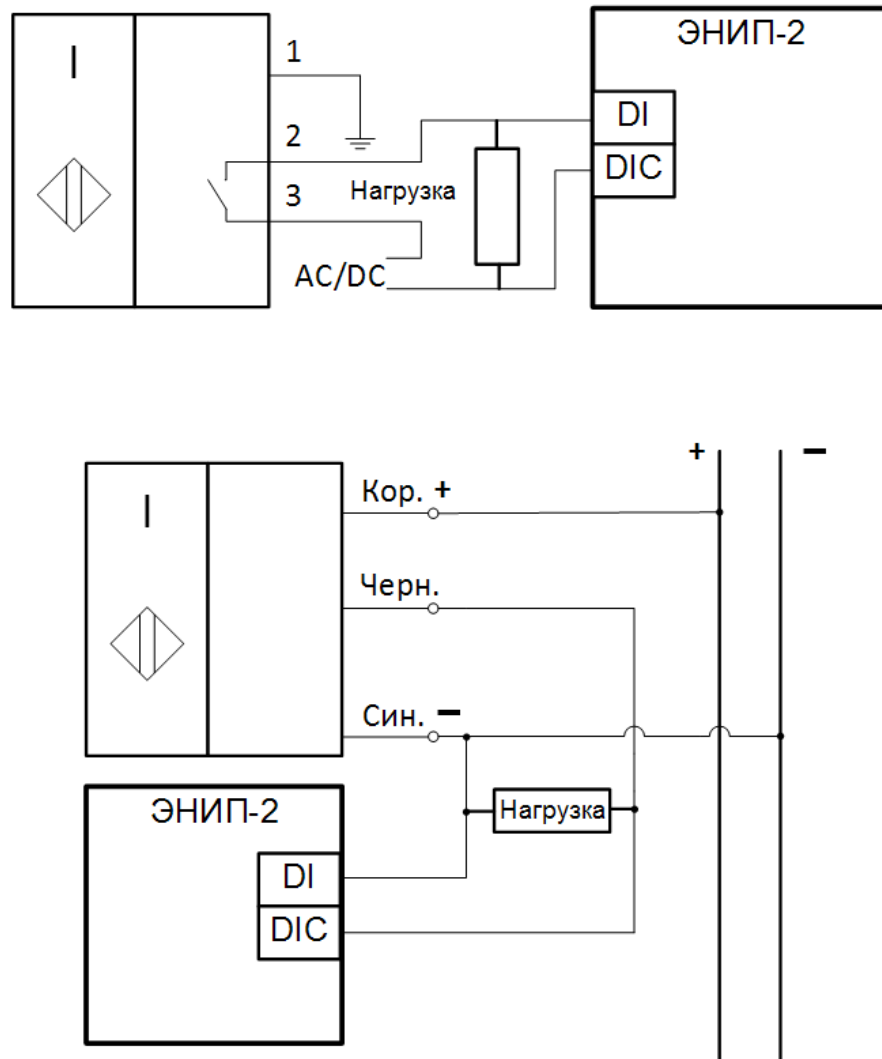 ЭНИП-2
I
1
DI
2
DIC
3
Нагрузка
AC/DC
+ −
Кор. +
I
Черн.
Син. −
ЭНИП-2
Нагрузка
DI
DIC